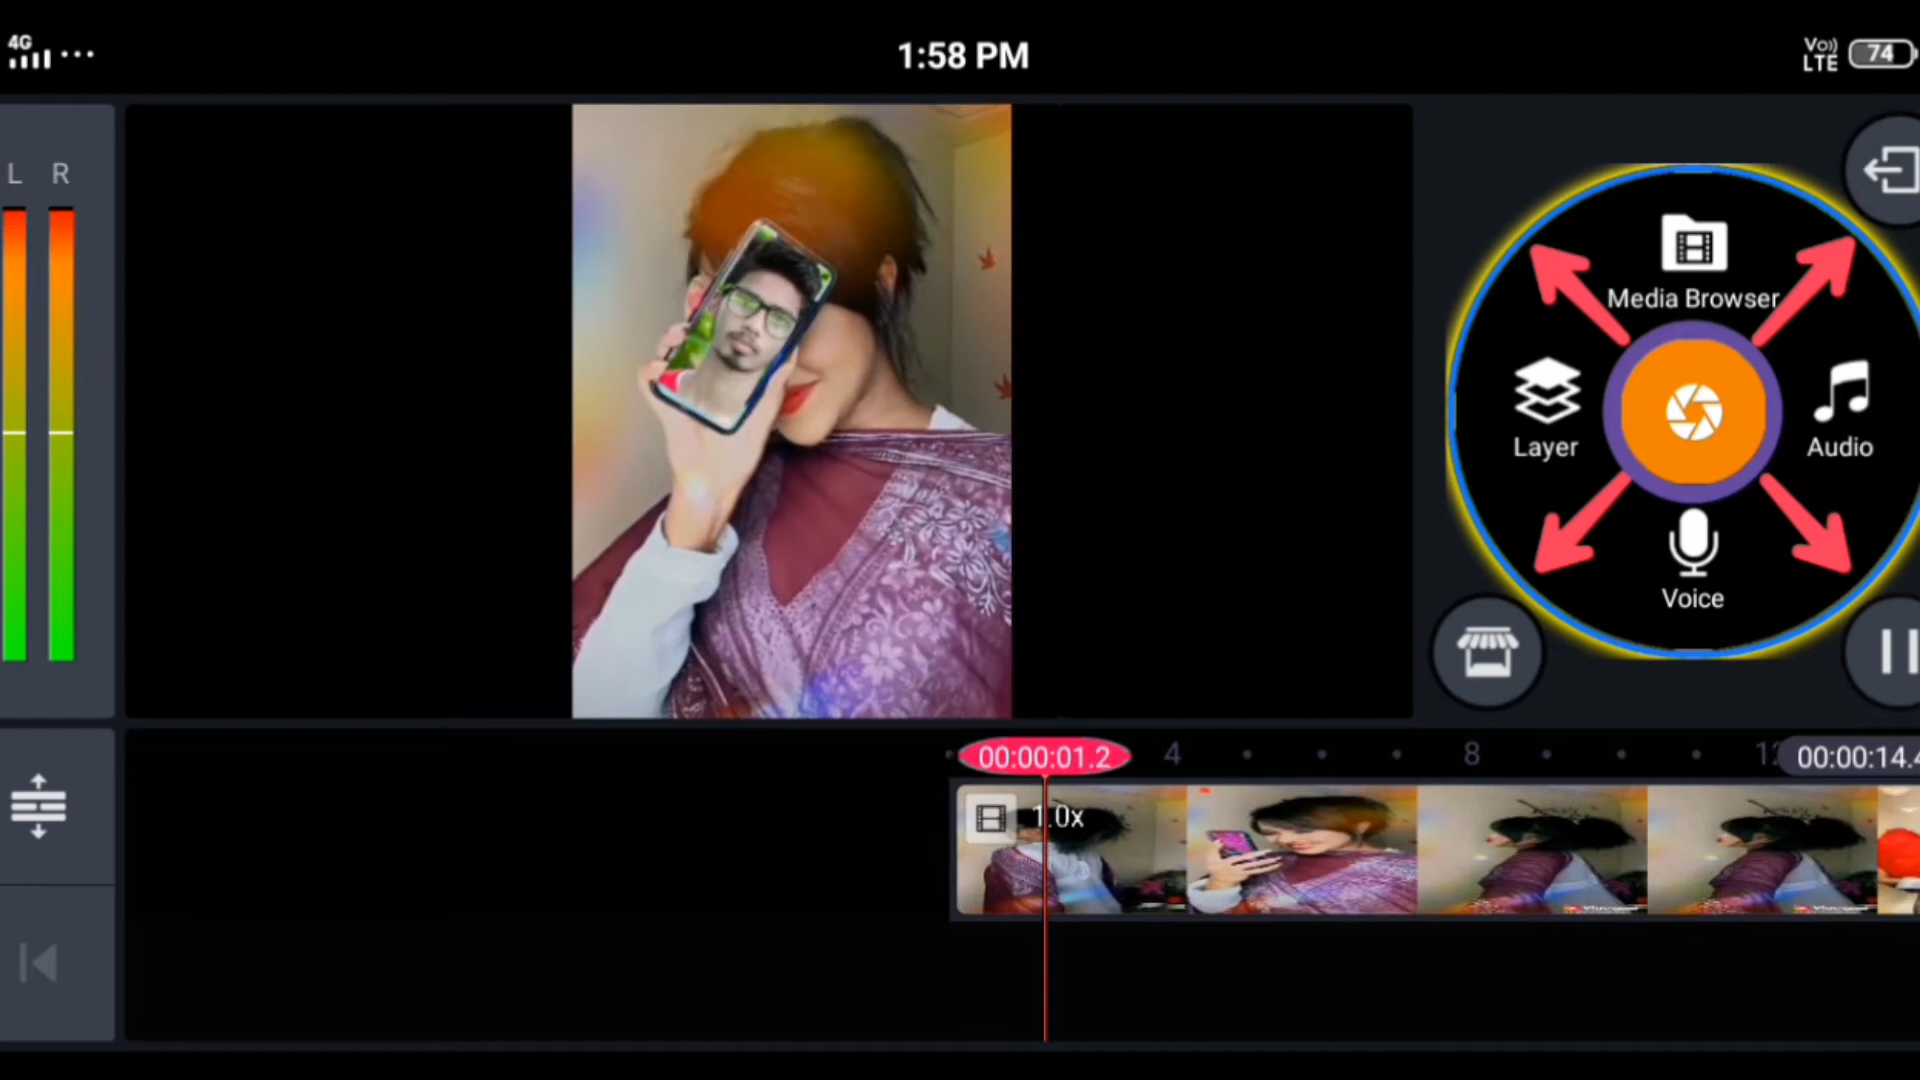 4G
1:58 PM
Vo))
LTE
74
L R
Media Browser
Layer
Audio
Voice
00:00:01.2
4
8
00:00:14.4
1.0x